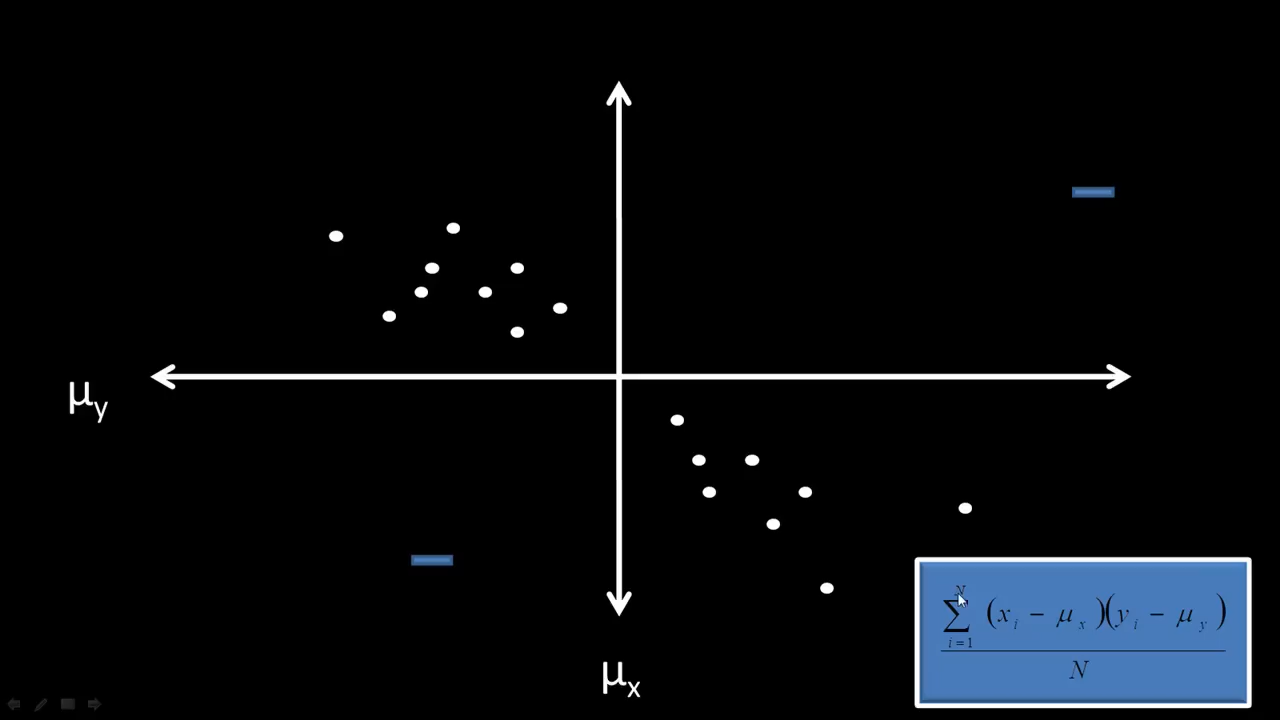 μy
μx
N
∑ (xi − μx)(yi − μy)
i = 1
N